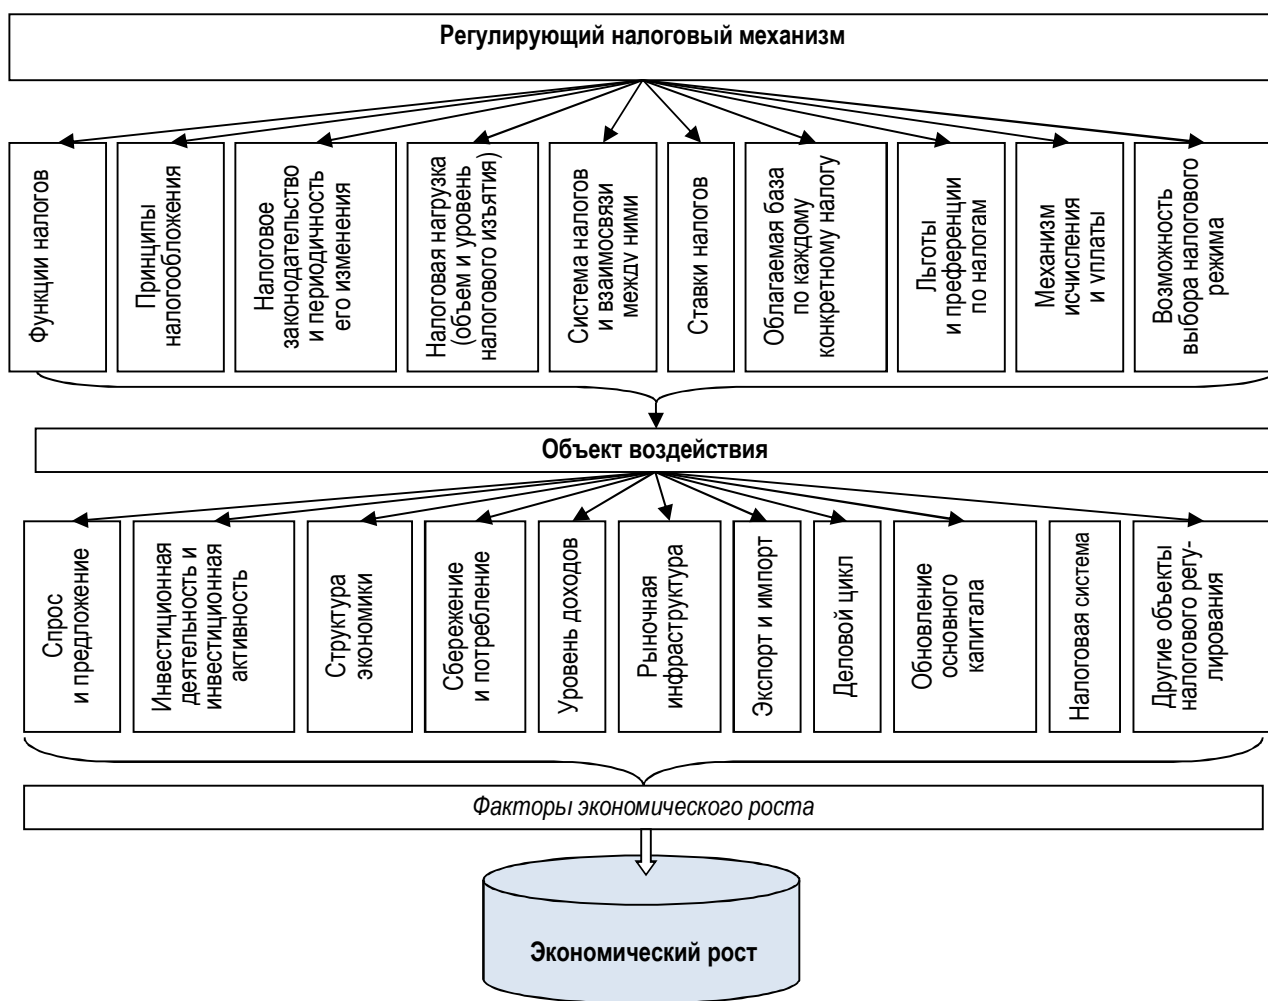 Регулирующий налоговый механизм
Функции налогов
Принципы
налогообложения
Налоговое
законодательство
и периодичность
его изменения
Налоговая нагрузка
(объем и уровень
налогового изъятия)
Система налогов
и взаимосвязи
между ними
Ставки налогов
Облагаемая база
по каждому
конкретному налогу
Льготы
и преференции
по налогам
Механизм
исчисления
и уплаты
Возможность
выбора налогового
режима
Объект воздействия
Спрос
и предложение
Инвестиционная
деятельность и
инвестиционная
активность
Структура
экономики
Сбережение
и потребление
Уровень доходов
Рыночная
инфраструктура
Экспорт и импорт
Деловой цикл
Обновление
основного
капитала
Налоговая система
Другие объекты
налогового регу-
лирования
Факторы экономического роста
Экономический рост